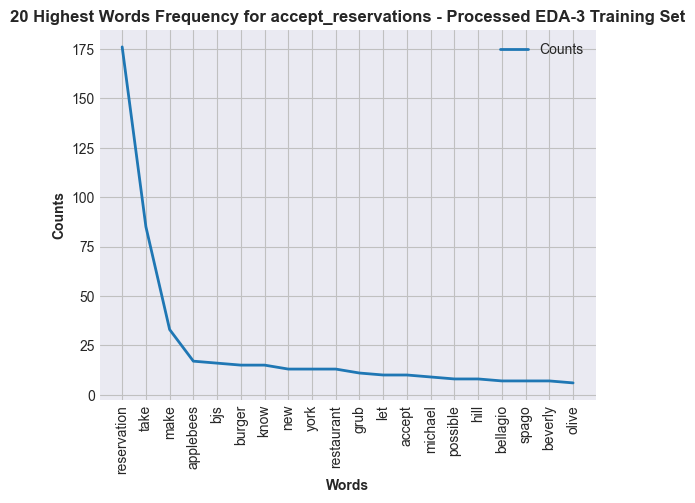 20 Highest Words Frequency for accept_reservations - Processed EDA-3 Training Set
Counts
175
150
125
100
75
50
25
0
Counts
reservation
take
make
applebees
bjs
burger
know
new
york
restaurant
grub
let
accept
michael
possible
hill
bellagio
spago
beverly
olive
Words